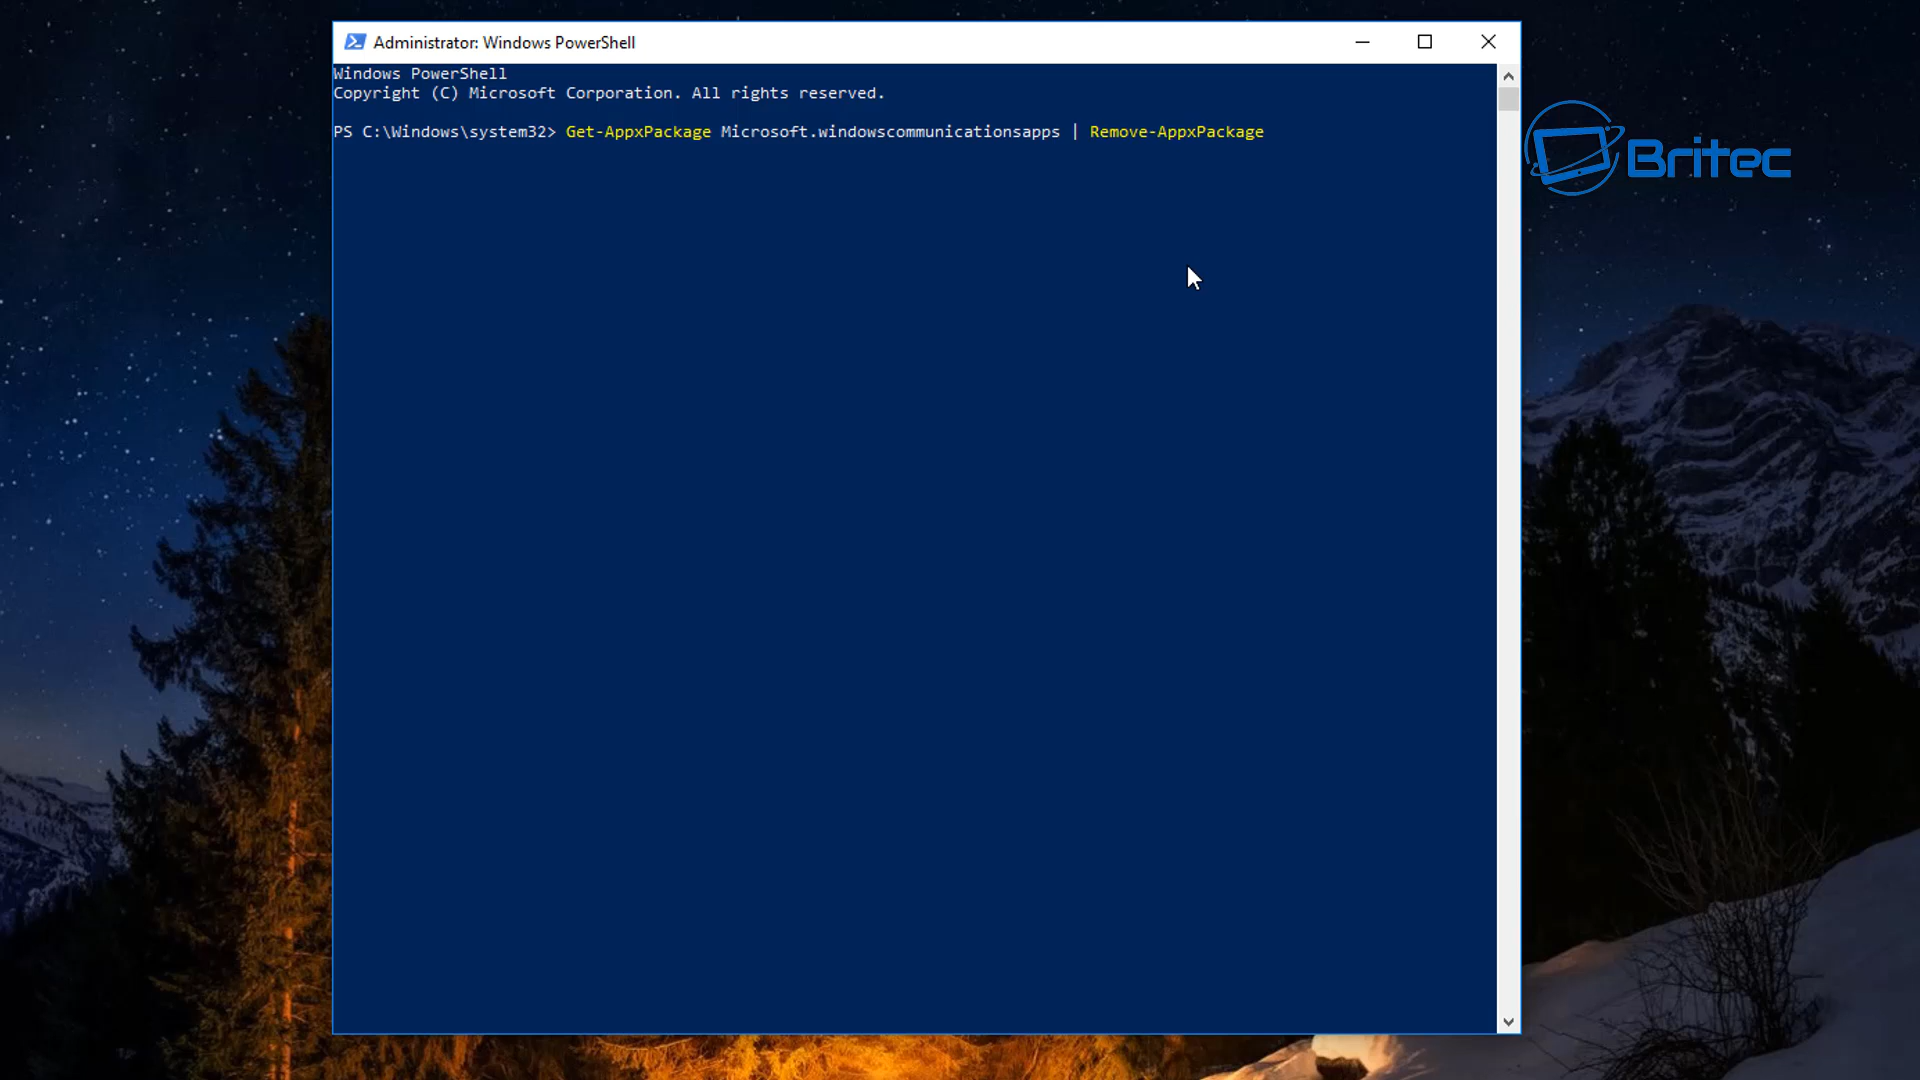 Administrator: Windows PowerShell
Windows PowerShell
Copyright (C) Microsoft Corporation. All rights reserved.
PS C:\Windows\system32> Get-AppxPackage Microsoft.windowscommunicationsapps | Remove-AppxPackage
Britec